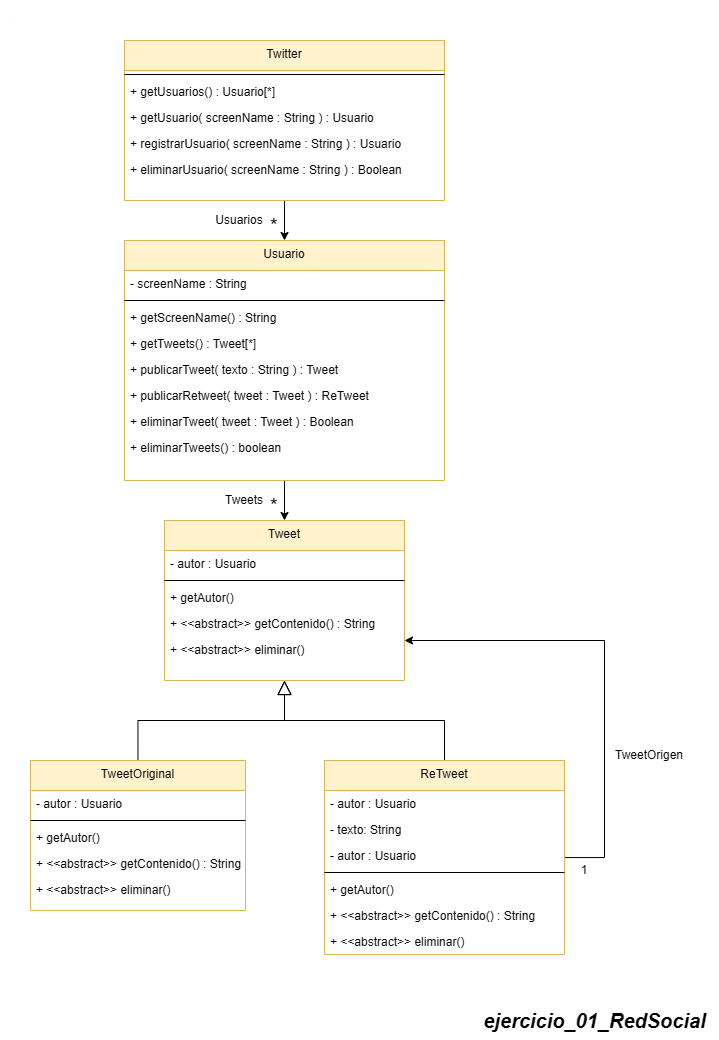 Twitter
+ getUsuarios() : Usuario[*]
+ getUsuario( screenName : String ) : Usuario
+ registrarUsuario( screenName : String ) : Usuario
+ eliminarUsuario( screenName : String ) : Boolean
Usuarios *
Usuario
- screenName : String
+ getScreenName() : String
+ getTweets() : Tweet[*]
+ publicarTweet( texto : String ) : Tweet
+ publicarRetweet( tweet : Tweet ) : ReTweet
+ eliminarTweet( tweet : Tweet ) : Boolean
+ eliminarTweets() : boolean
Tweets *
Tweet
- autor : Usuario
+ getAutor()
+ <<abstract>> getContenido() : String
+ <<abstract>> eliminar()
TweetOrigen
TweetOriginal
- autor : Usuario
+ getAutor()
+ <<abstract>> getContenido() : String
+ <<abstract>> eliminar()
ReTweet
- autor : Usuario
- texto: String
- autor : Usuario
+ getAutor()
+ <<abstract>> getContenido() : String
+ <<abstract>> eliminar()
1
ejercicio_01_RedSocial